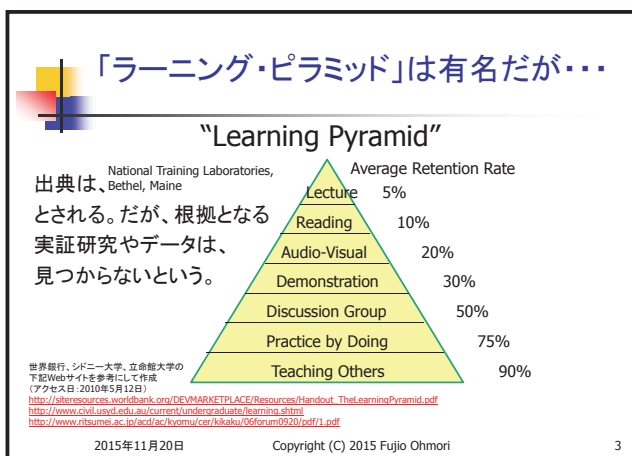 「ラーニング・ピラミッド」は有名だが・・・
“Learning Pyramid”
出典は、National Training Laboratories, Bethel, Maine
とされる。だが、根拠となる
実証研究やデータは、
見つからないという。
Average Retention Rate
Lecture 5%
Reading 10%
Audio-Visual 20%
Demonstration 30%
Discussion Group 50%
Practice by Doing 75%
Teaching Others 90%
世界銀行、シドニー大学、立命館大学の
下記Webサイトを参考にして作成
（アクセス日：2010年5月12日）
http://siteresources.worldbank.org/DEVMARKETPLACE/Resources/Handout_TheLearningPyramid.pdf
http://www.civil.usyd.edu.au/current/undergraduate/learning.shtml
http://www.ritsumei.ac.jp/acd/ac/kyomu/cer/kikaku/06forum0920/pdf/1.pdf
2015年11月20日 Copyright (C) 2015 Fujio Ohmori 3